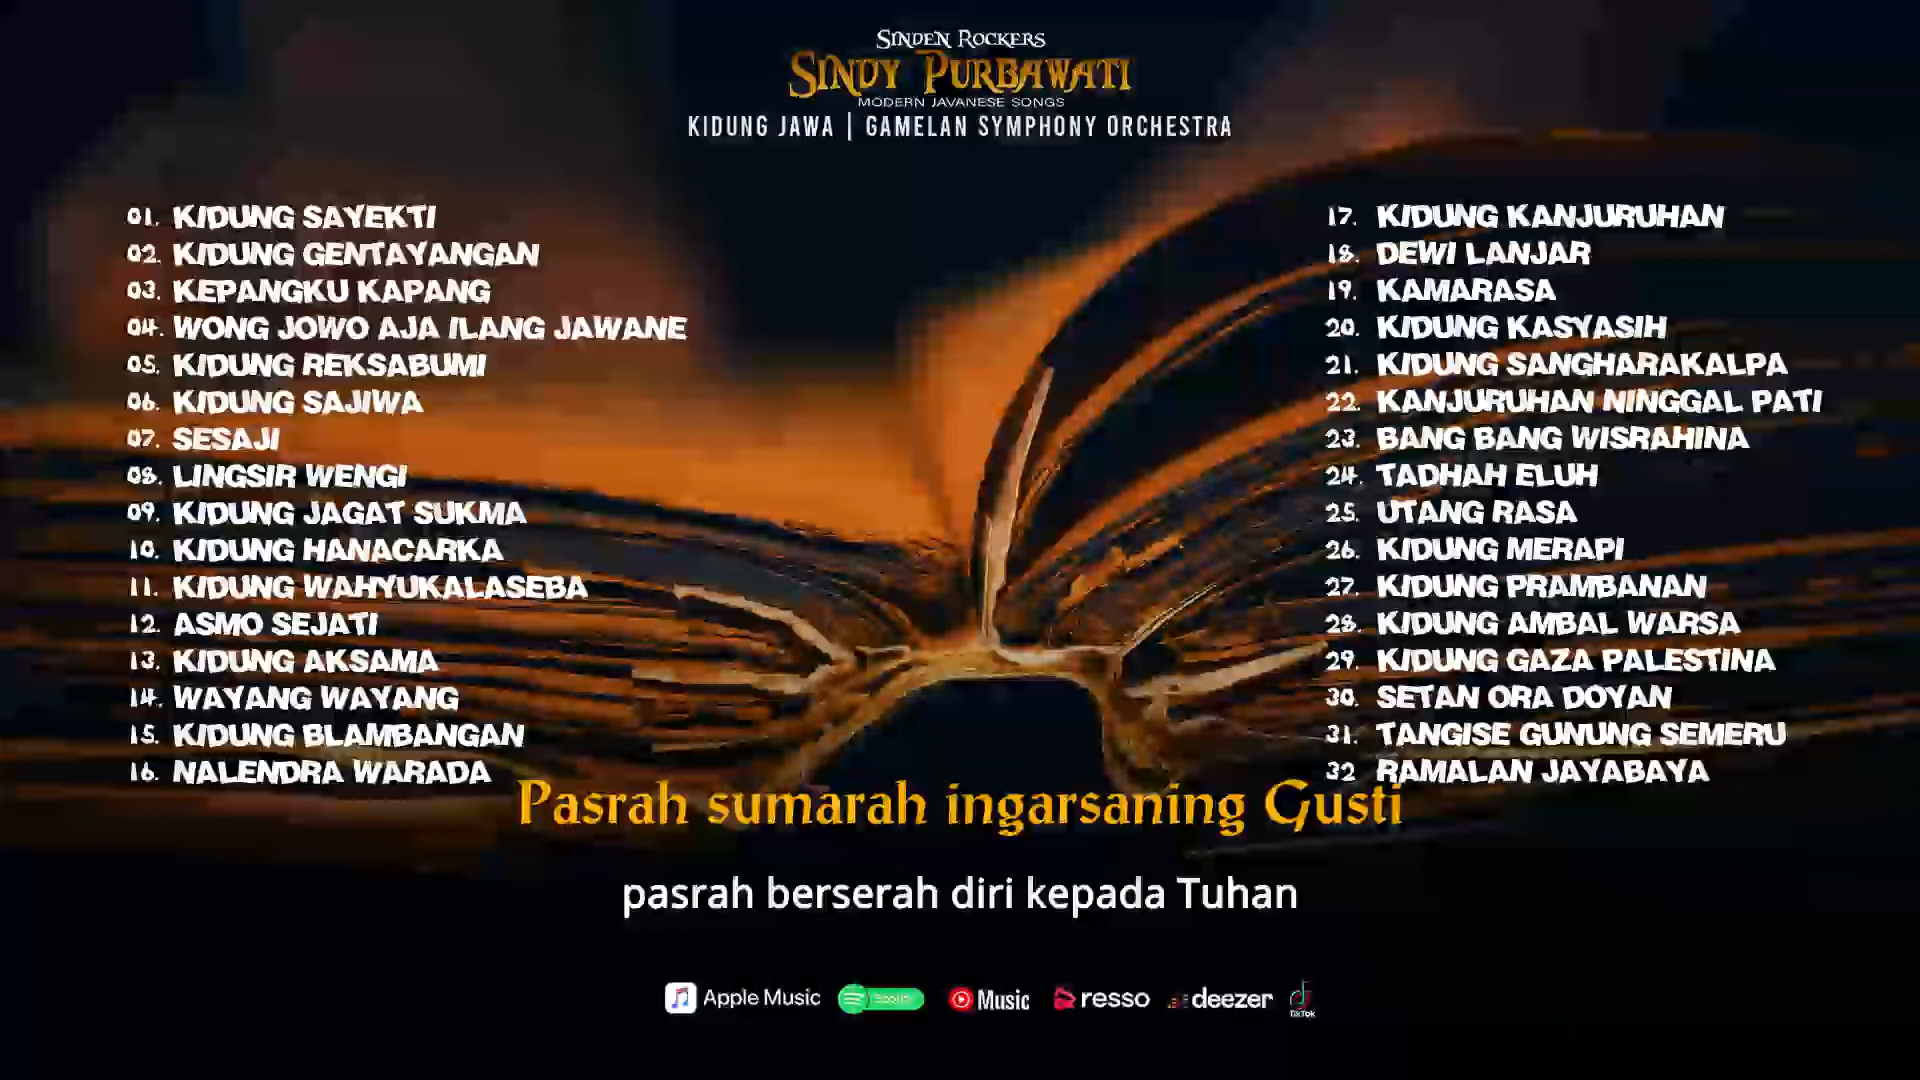 SINDEN ROCKERS
SINDY PURBAWATI
MODERN JAVANESE SONGS
KIDUNG JAWA | GAMELAN SYMPHONY ORCHESTRA
01. KIDUNG SAYEKTI
02. KIDUNG GENTAYANGAN
03. KEPANGKU KAPANG
04. WONG JOWO AJA ILANG JAWANE
05. KIDUNG REKSABUMI
06. KIDUNG SAJIWA
07. SESAJI
08. LINGSIR WENGI
09. KIDUNG JAGAT SUKMA
10. KIDUNG HANACARKA
11. KIDUNG WAHYUKALASEBA
12. ASMO SEJATI
13. KIDUNG AKSAMA
14. WAYANG WAYANG
15. KIDUNG BLAMBANGAN
16. NALENDRA WARADA
17. KIDUNG KANJURUHAN
18. DEWI LANJAR
19. KAMARASA
20. KIDUNG KASYASIH
21. KIDUNG SANGHARAKALPA
22. KANJURUHAN NINGGAL PATI
23. BANG BANG WISRAHINA
24. TADHAH ELUH
25. UTANG RASA
26. KIDUNG MERAPI
27. KIDUNG PRAMBANAN
28. KIDUNG AMBAL WARSA
29. KIDUNG GAZA PALESTINA
30. SETAN ORA DOYAN
31. TANGISE GUNUNG SEMERU
32 RAMALAN JAYABAYA
Pasrah sumarah ingarsaning Gusti
pasrah berserah diri kepada Tuhan
Apple Music
Music
resso
deezer
TikTok